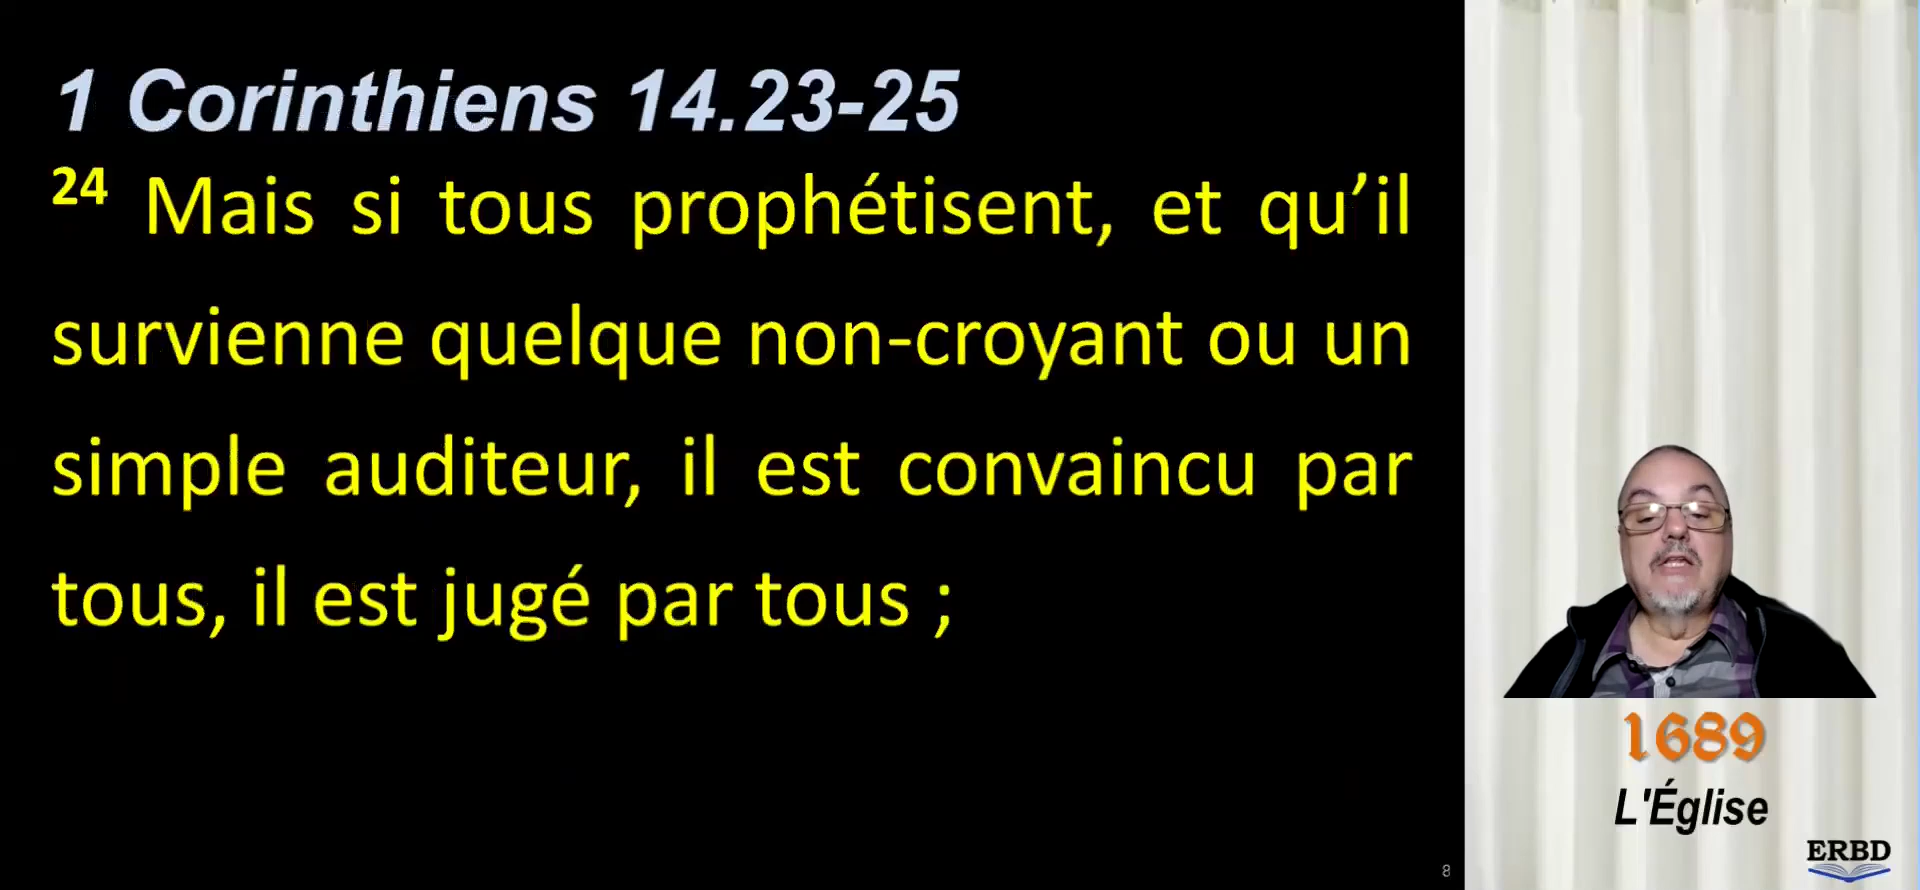 1 Corinthiens 14.23-25
24 Mais si tous prophétisent, et qu’il
survienne quelque non-croyant ou un
simple auditeur, il est convaincu par
tous, il est jugé par tous ;
8
1689
L'Église
ERBD